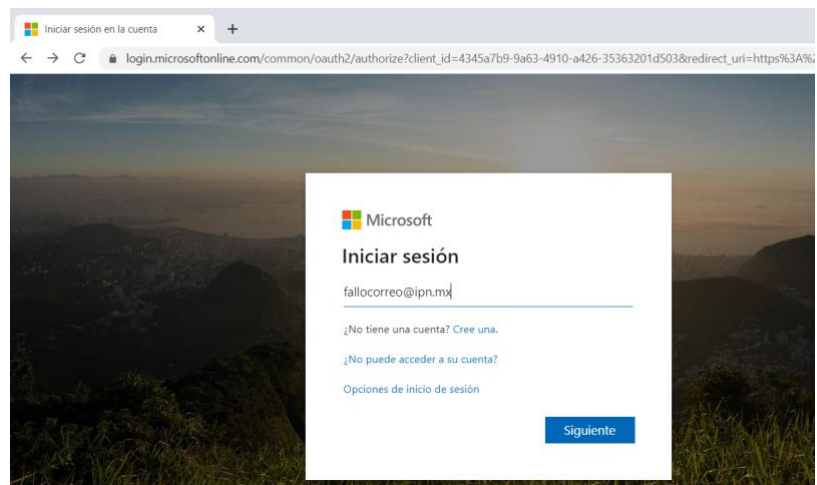 Iniciar sesión en la cuenta
login.microsoftonline.com/common/oauth2/authorize?client_id=4345a7b9-9a63-4910-a426-35363201d503&redirect_uri=https%3A%2
Microsoft
Iniciar sesión
fallocorreo@ipn.mx
¿No tiene una cuenta? Cree una.
¿No puede acceder a su cuenta?
Opciones de inicio de sesión
Siguiente